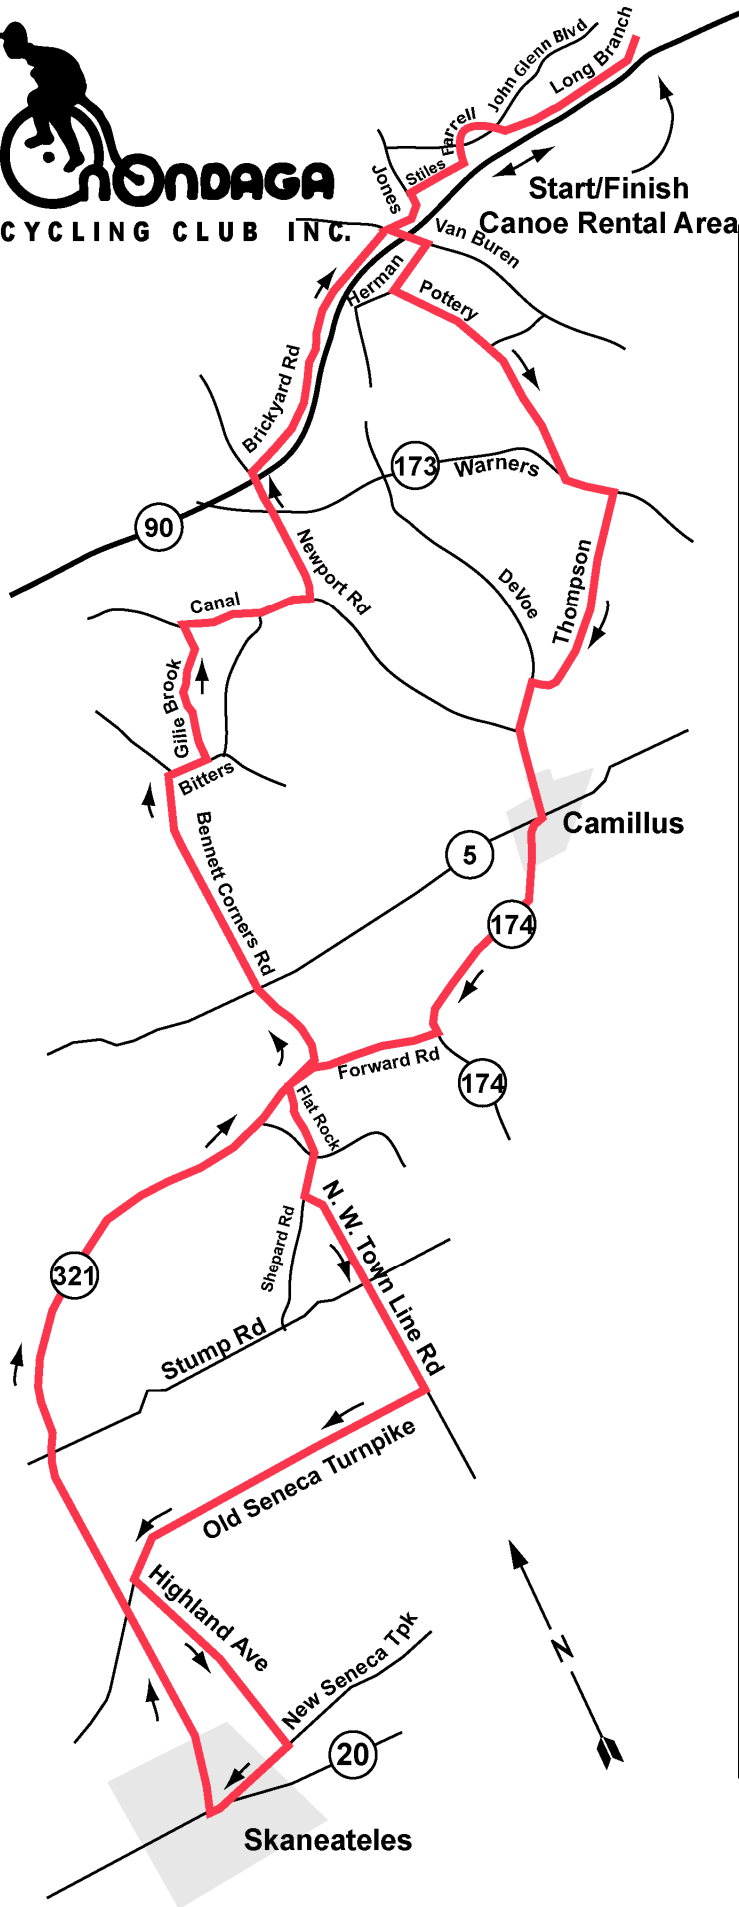 ONONDAGA
CYCLING CLUB INC.
John Glenn Blvd
Long Branch
Farrell
Stiles
Jones
Start/Finish
Canoe Rental Area
Van Buren
Herman
Pottery
Brickyard Rd
173
Warners
90
Newport Rd
DeVoe
Thompson
Canal
Gillie Brook
Bitters
Bennett Corners Rd
Camillus
5
174
Forward Rd
174
Flat Rock
N. W. Town Line Rd
Shepard Rd
321
Stump Rd
Old Seneca Turnpike
Highland Ave
New Seneca Tpk
N
20
Skaneateles